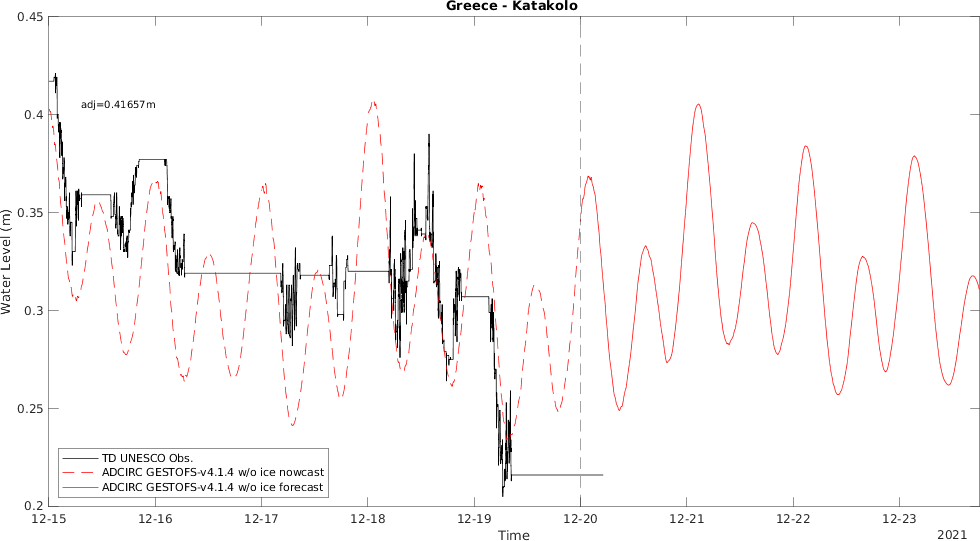 Greece - Katakolo
0.45
adj=0.41657m
0.4
0.35
Water Level (m)
0.3
0.25
TD UNESCO Obs.
ADCIRC GESTOFS-v4.1.4 w/o ice nowcast
ADCIRC GESTOFS-v4.1.4 w/o ice forecast
0.2
12-15 12-16 12-17 12-18 12-19 12-20 12-21 12-22 12-23
Time
2021